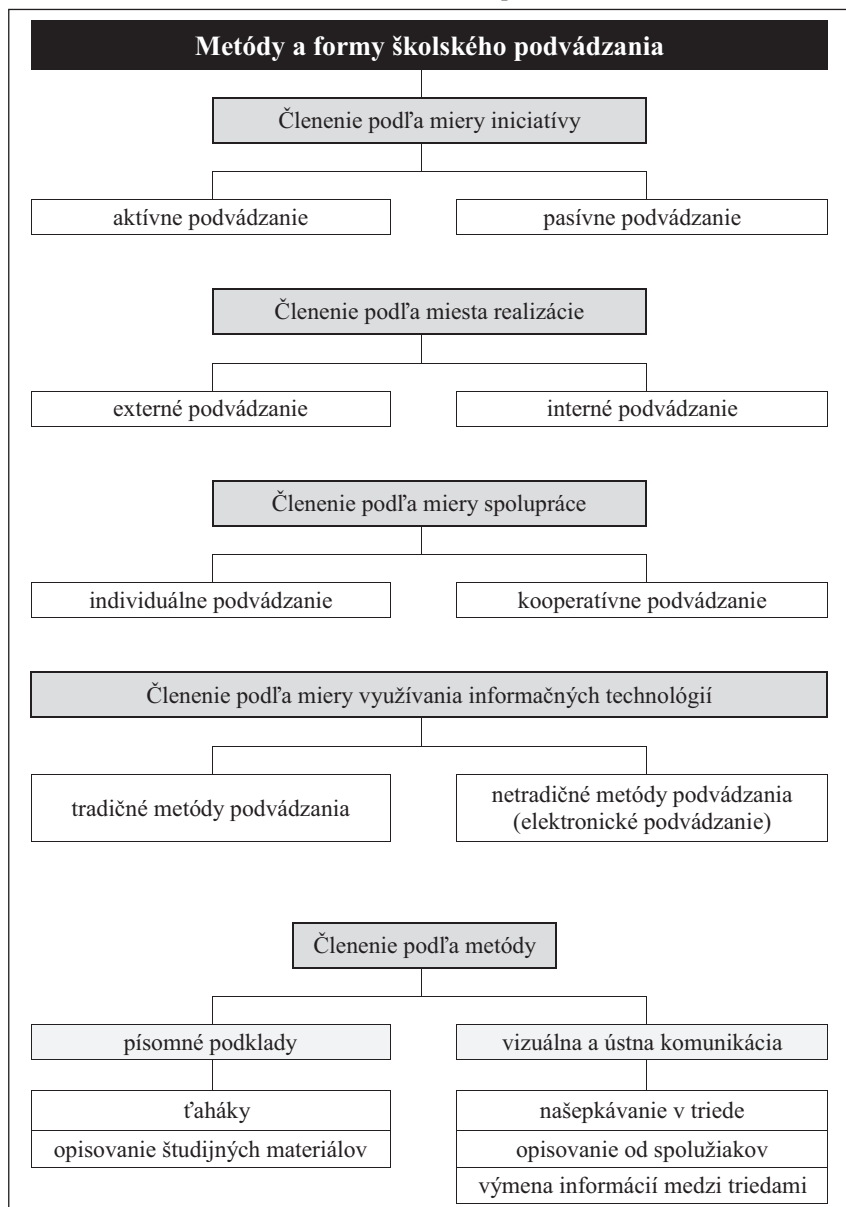 Metódy a formy školského podvádzania
Členenie podľa miery iniciatívy
aktívne podvádzanie
pasívne podvádzanie
Členenie podľa miesta realizácie
externé podvádzanie
interné podvádzanie
Členenie podľa miery spolupráce
individuálne podvádzanie
kooperatívne podvádzanie
Členenie podľa miery využívania informačných technológií
tradičné metódy podvádzania
netradičné metódy podvádzania
(elektronické podvádzanie)
Členenie podľa metódy
písomné podklady
ťaháky
opisovanie študijných materiálov
vizuálna a ústna komunikácia
našepkávanie v triede
opisovanie od spolužiakov
výmena informácií medzi triedami